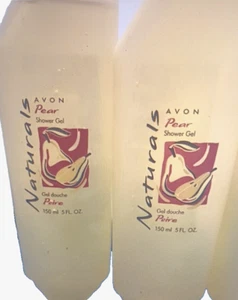 Naturals
AVON
Pear
Shower Gel
Gel douche
Poire
150 ml 5 FL. OZ.
Naturals
AVON
Pear
Shower Gel
Gel douche
Poire
150 ml 5 FL. OZ.